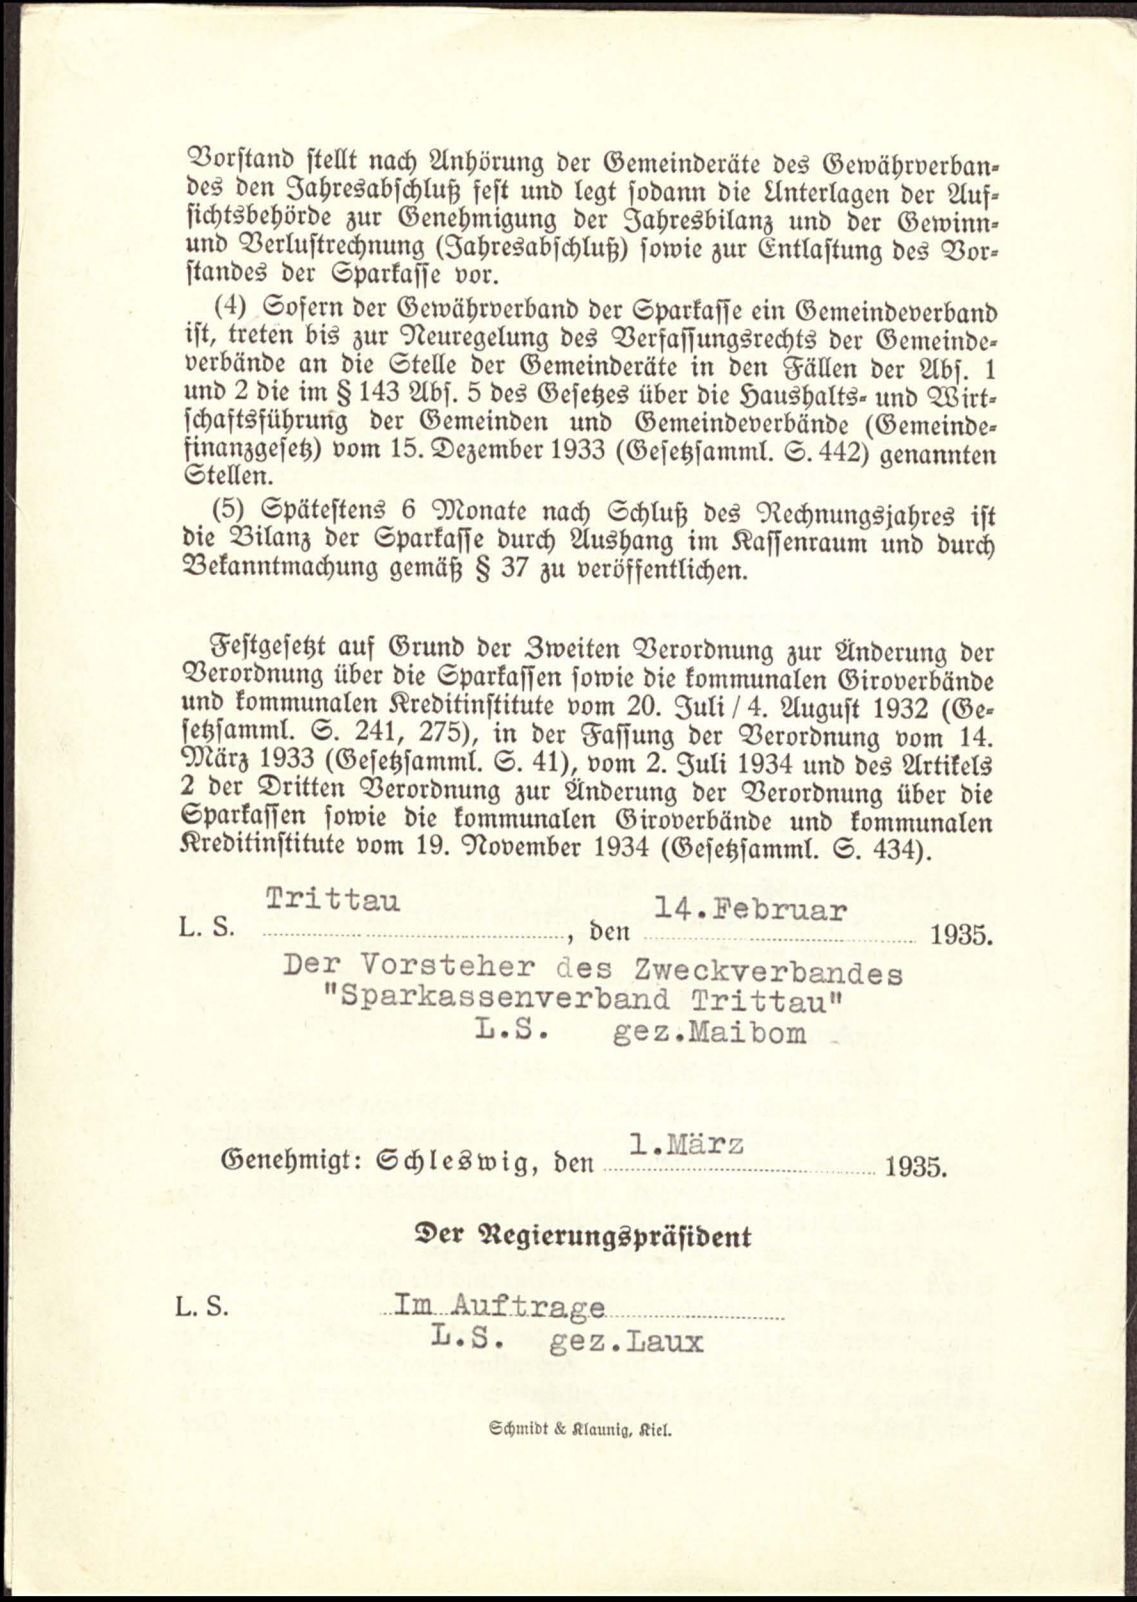 Vorstand stellt nach Anhörung der Gemeinderäte des Gewährverban-
des den Jahresabschluß fest und legt sodann die Unterlagen der Auf-
sichtsbehörde zur Genehmigung der Jahresbilanz und der Gewinn-
und Verlustrechnung (Jahresabschluß) sowie zur Entlastung des Vor-
standes der Sparkasse vor.
(4) Sofern der Gewährverband der Sparkasse ein Gemeindeverband
ist, treten bis zur Neuregelung des Verfassungsrechts der Gemeinde-
verbände an die Stelle der Gemeinderäte in den Fällen der Abs. 1
und 2 die im § 143 Abs. 5 des Gesetzes über die Haushalts- und Wirt-
schaftsführung der Gemeinden und Gemeindeverbände (Gemeinde-
finanzgesetz) vom 15. Dezember 1933 (Gesetzsamml. S. 442) genannten
Stellen.
(5) Spätestens 6 Monate nach Schluß des Rechnungsjahres ist
die Bilanz der Sparkasse durch Aushang im Kassenraum und durch
Bekanntmachung gemäß § 37 zu veröffentlichen.
Festgesetzt auf Grund der Zweiten Verordnung zur Änderung der
Verordnung über die Sparkassen sowie die kommunalen Giroverbände
und kommunalen Kreditinstitute vom 20. Juli / 4. August 1932 (Ge-
setzsamml. S. 241, 275), in der Fassung der Verordnung vom 14.
März 1933 (Gesetzsamml. S. 41), vom 2. Juli 1934 und des Artikels
2 der Dritten Verordnung zur Änderung der Verordnung über die
Sparkassen sowie die kommunalen Giroverbände und kommunalen
Kreditinstitute vom 19. November 1934 (Gesetzsamml. S. 434).
L. S. Trittau, den 14.Februar 1935.
Der Vorsteher des Zweckverbandes
"Sparkassenverband Trittau"
L.S. gez.Maibom
Genehmigt: Schleswig, den 1.März 1935.
Der Regierungspräsident
L. S. Im Auftrage
L.S. gez.Laux
Schmidt & Klaunig, Kiel.